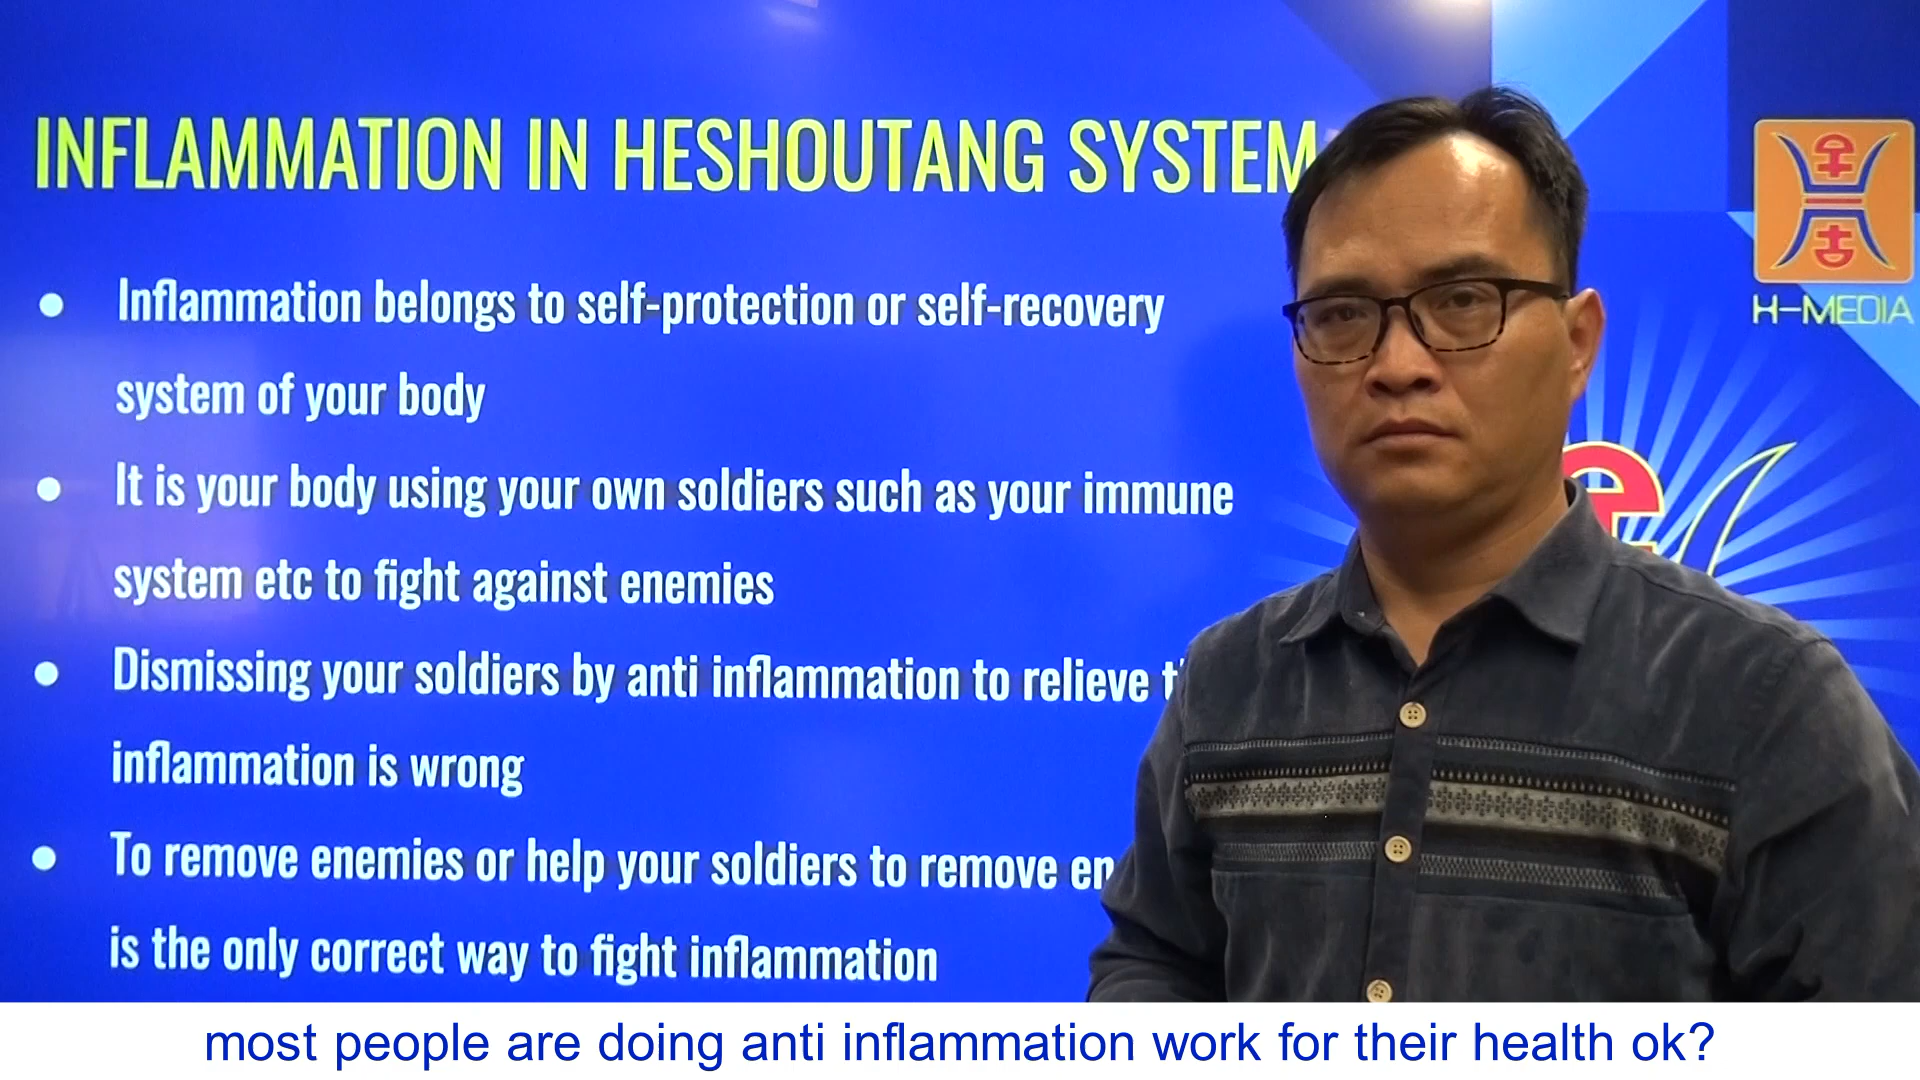 INFLAMMATION IN HESHOUTANG SYSTEM
H-MEDIA
Inflammation belongs to self-protection or self-recovery
system of your body
It is your body using your own soldiers such as your immune
system etc to fight against enemies
Dismissing your soldiers by anti inflammation to relieve
inflammation is wrong
To remove enemies or help your soldiers to remove
is the only correct way to fight inflammation
most people are doing anti inflammation work for their health ok?